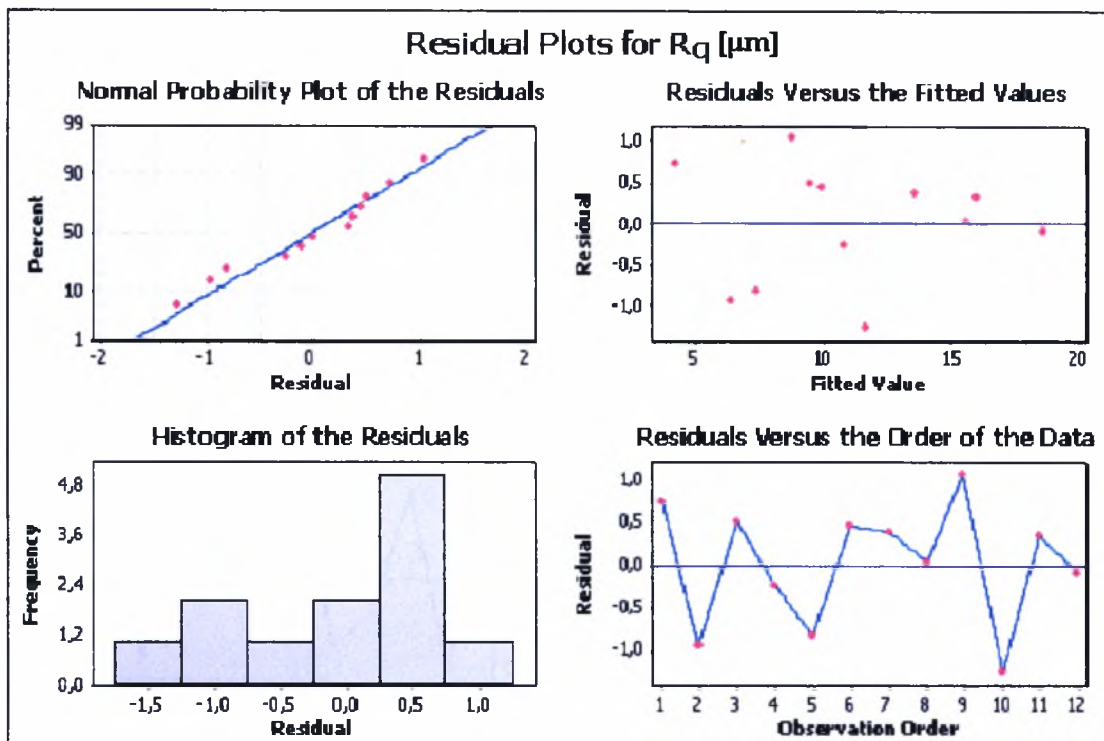 Residual Plots for Rq [µm]
Normal Probability Plot of the Residuals
Percent
99
90
50
10
1
-2 -1 0 1 2
Residual
Residuals Versus the Fitted Values
Residual
1,0
0,5
0,0
-0,5
-1,0
5 10 15 20
Fitted Value
Histogram of the Residuals
Frequency
4,8
3,6
2,4
1,2
0,0
-1,5 -1,0 -0,5 0,0 0,5 1,0
Residual
Residuals Versus the Order of the Data
Residual
1,0
0,5
0,0
-0,5
-1,0
1 2 3 4 5 6 7 8 9 10 11 12
Observation Order